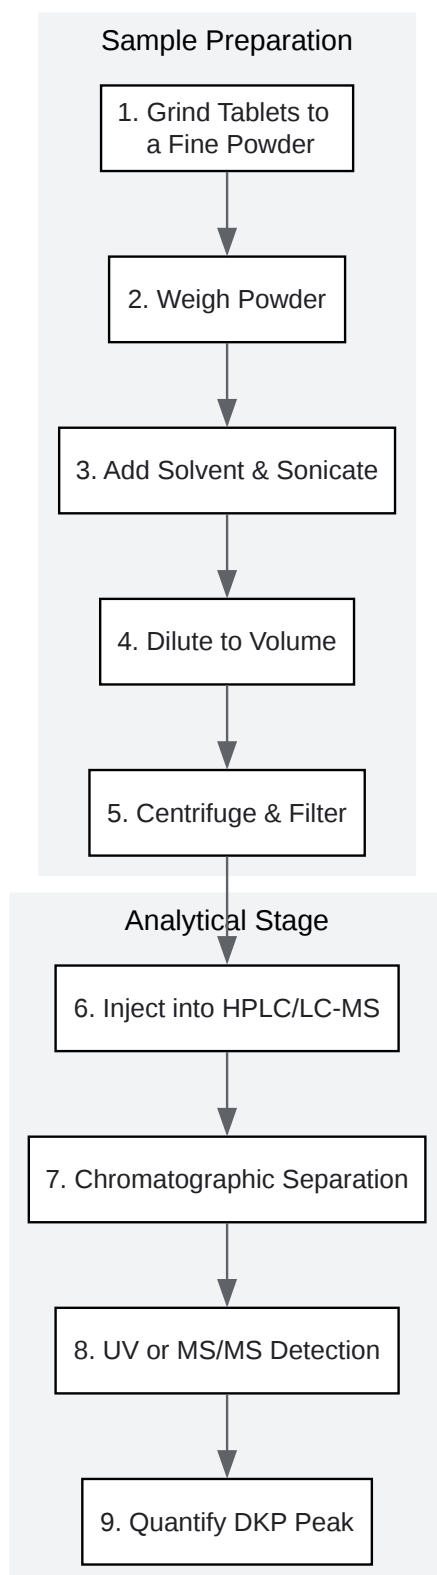 Sample Preparation
1. Grind Tablets to
a Fine Powder
2. Weigh Powder
3. Add Solvent & Sonicate
4. Dilute to Volume
5. Centrifuge & Filter
Analytical Stage
6. Inject into HPLC/LC-MS
7. Chromatographic Separation
8. UV or MS/MS Detection
9. Quantify DKP Peak